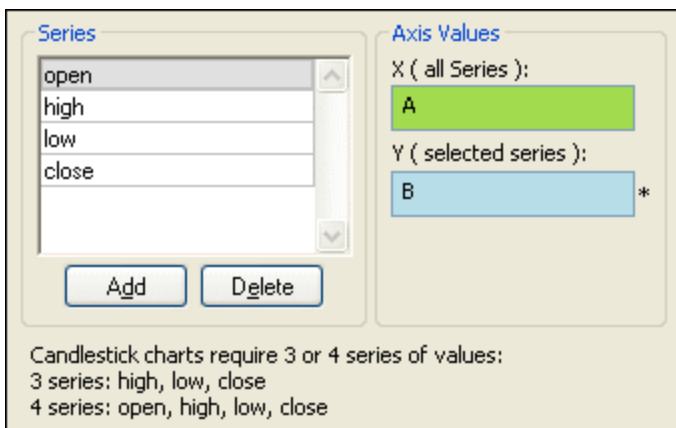 Series
open
high
low
close
Add
Delete
Axis Values
X ( all Series ):
A
Y ( selected series ):
B *
Candlestick charts require 3 or 4 series of values:
3 series: high, low, close
4 series: open, high, low, close